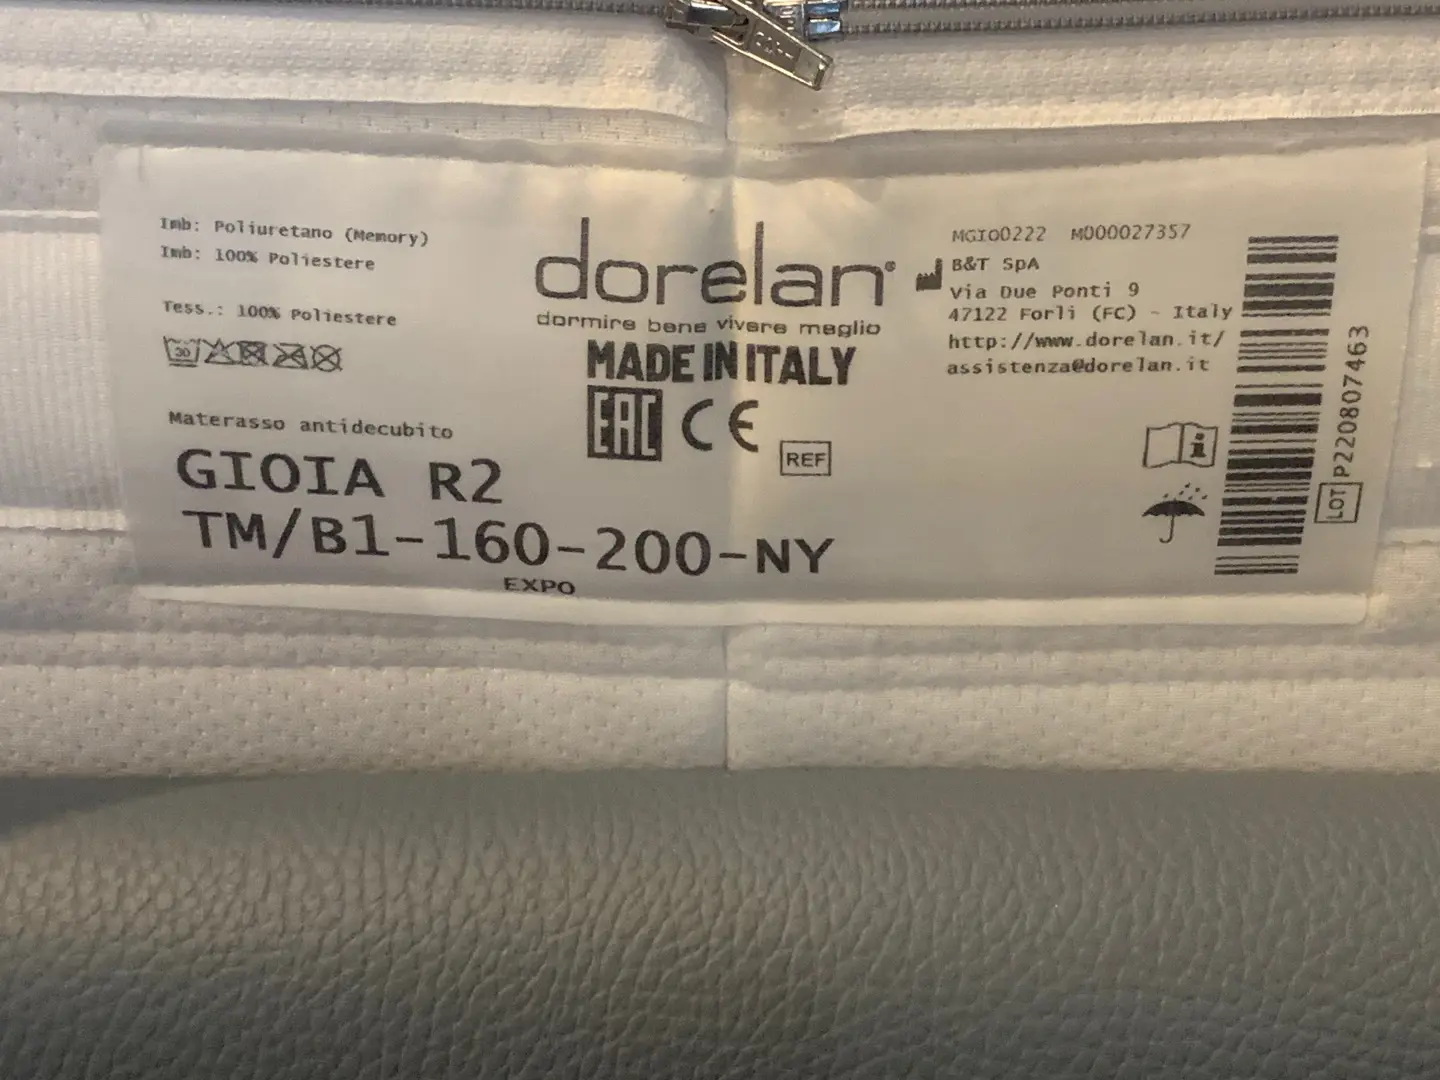 Imb: Poliuretano (Memory)
Imb: 100% Poliestere
Tess.: 100% Poliestere
30
Materasso antidecubito
GIOIA R2
TM/B1-160-200-NY
EXPO
dorelan®
dormire bene vivere meglio
MADE IN ITALY
EAC CE
REF
MGIO0222 M000027357
B&T SpA
Via Due Ponti 9
47122 Forlì (FC) - Italy
http://www.dorelan.it/
assistenza@dorelan.it
LOT P220807463